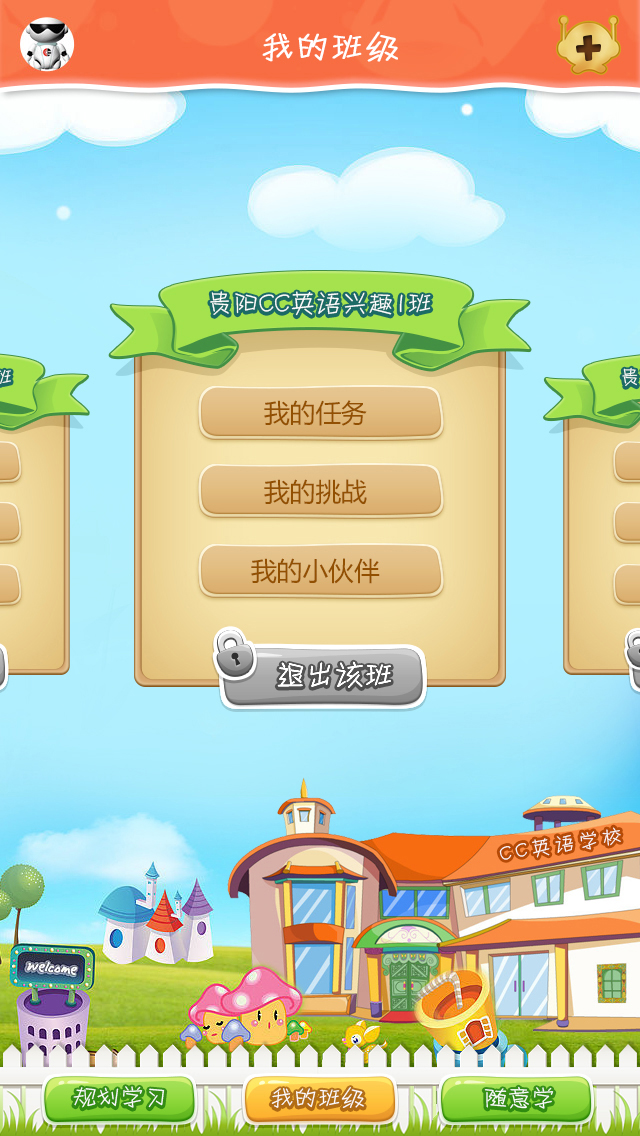 我的班级
贵阳CC英语兴趣1班
班
贵
我的任务
我的挑战
我的小伙伴
退出该班
CC英语学校
welcome
规划学习
我的班级
随意学